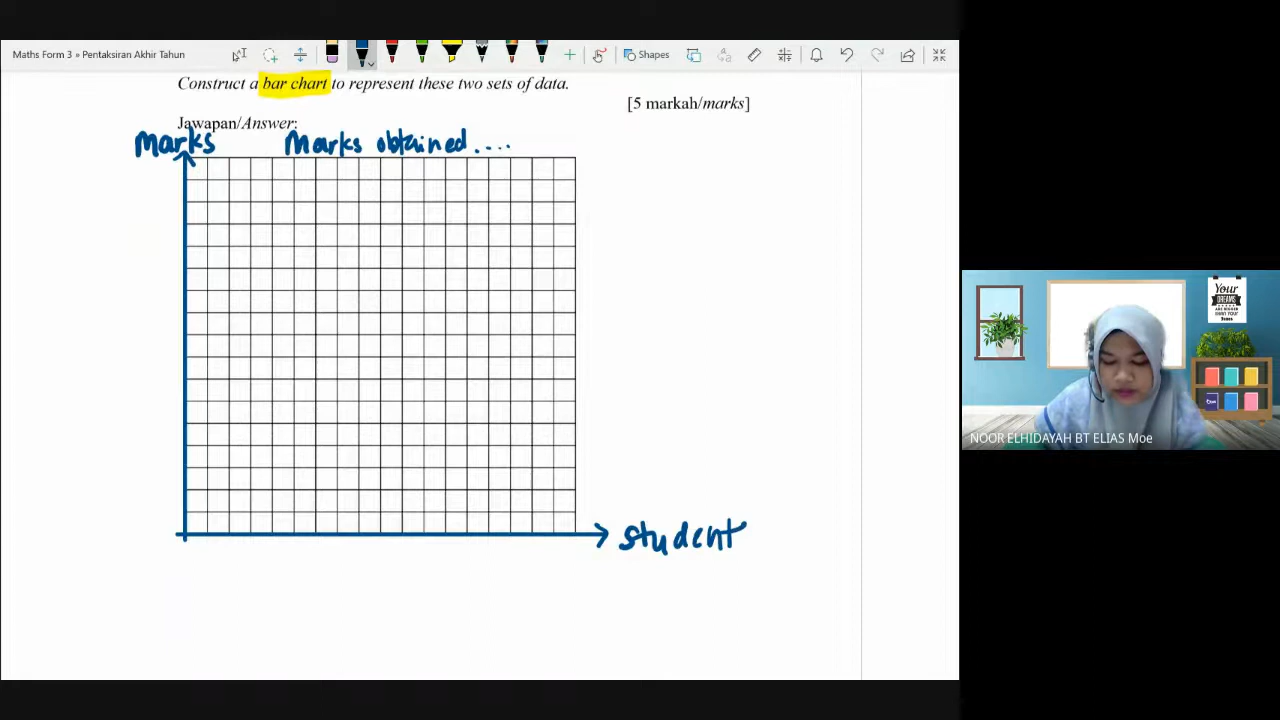 Maths Form 3 » Pentaksiran Akhir Tahun
Shapes
Construct a bar chart to represent these two sets of data.
[5 markah/marks]
Jawapan/Answer:
Marks
Marks obtained ....
student
Your
DREAMS
NOOR ELHIDAYAH BT ELIAS Moe